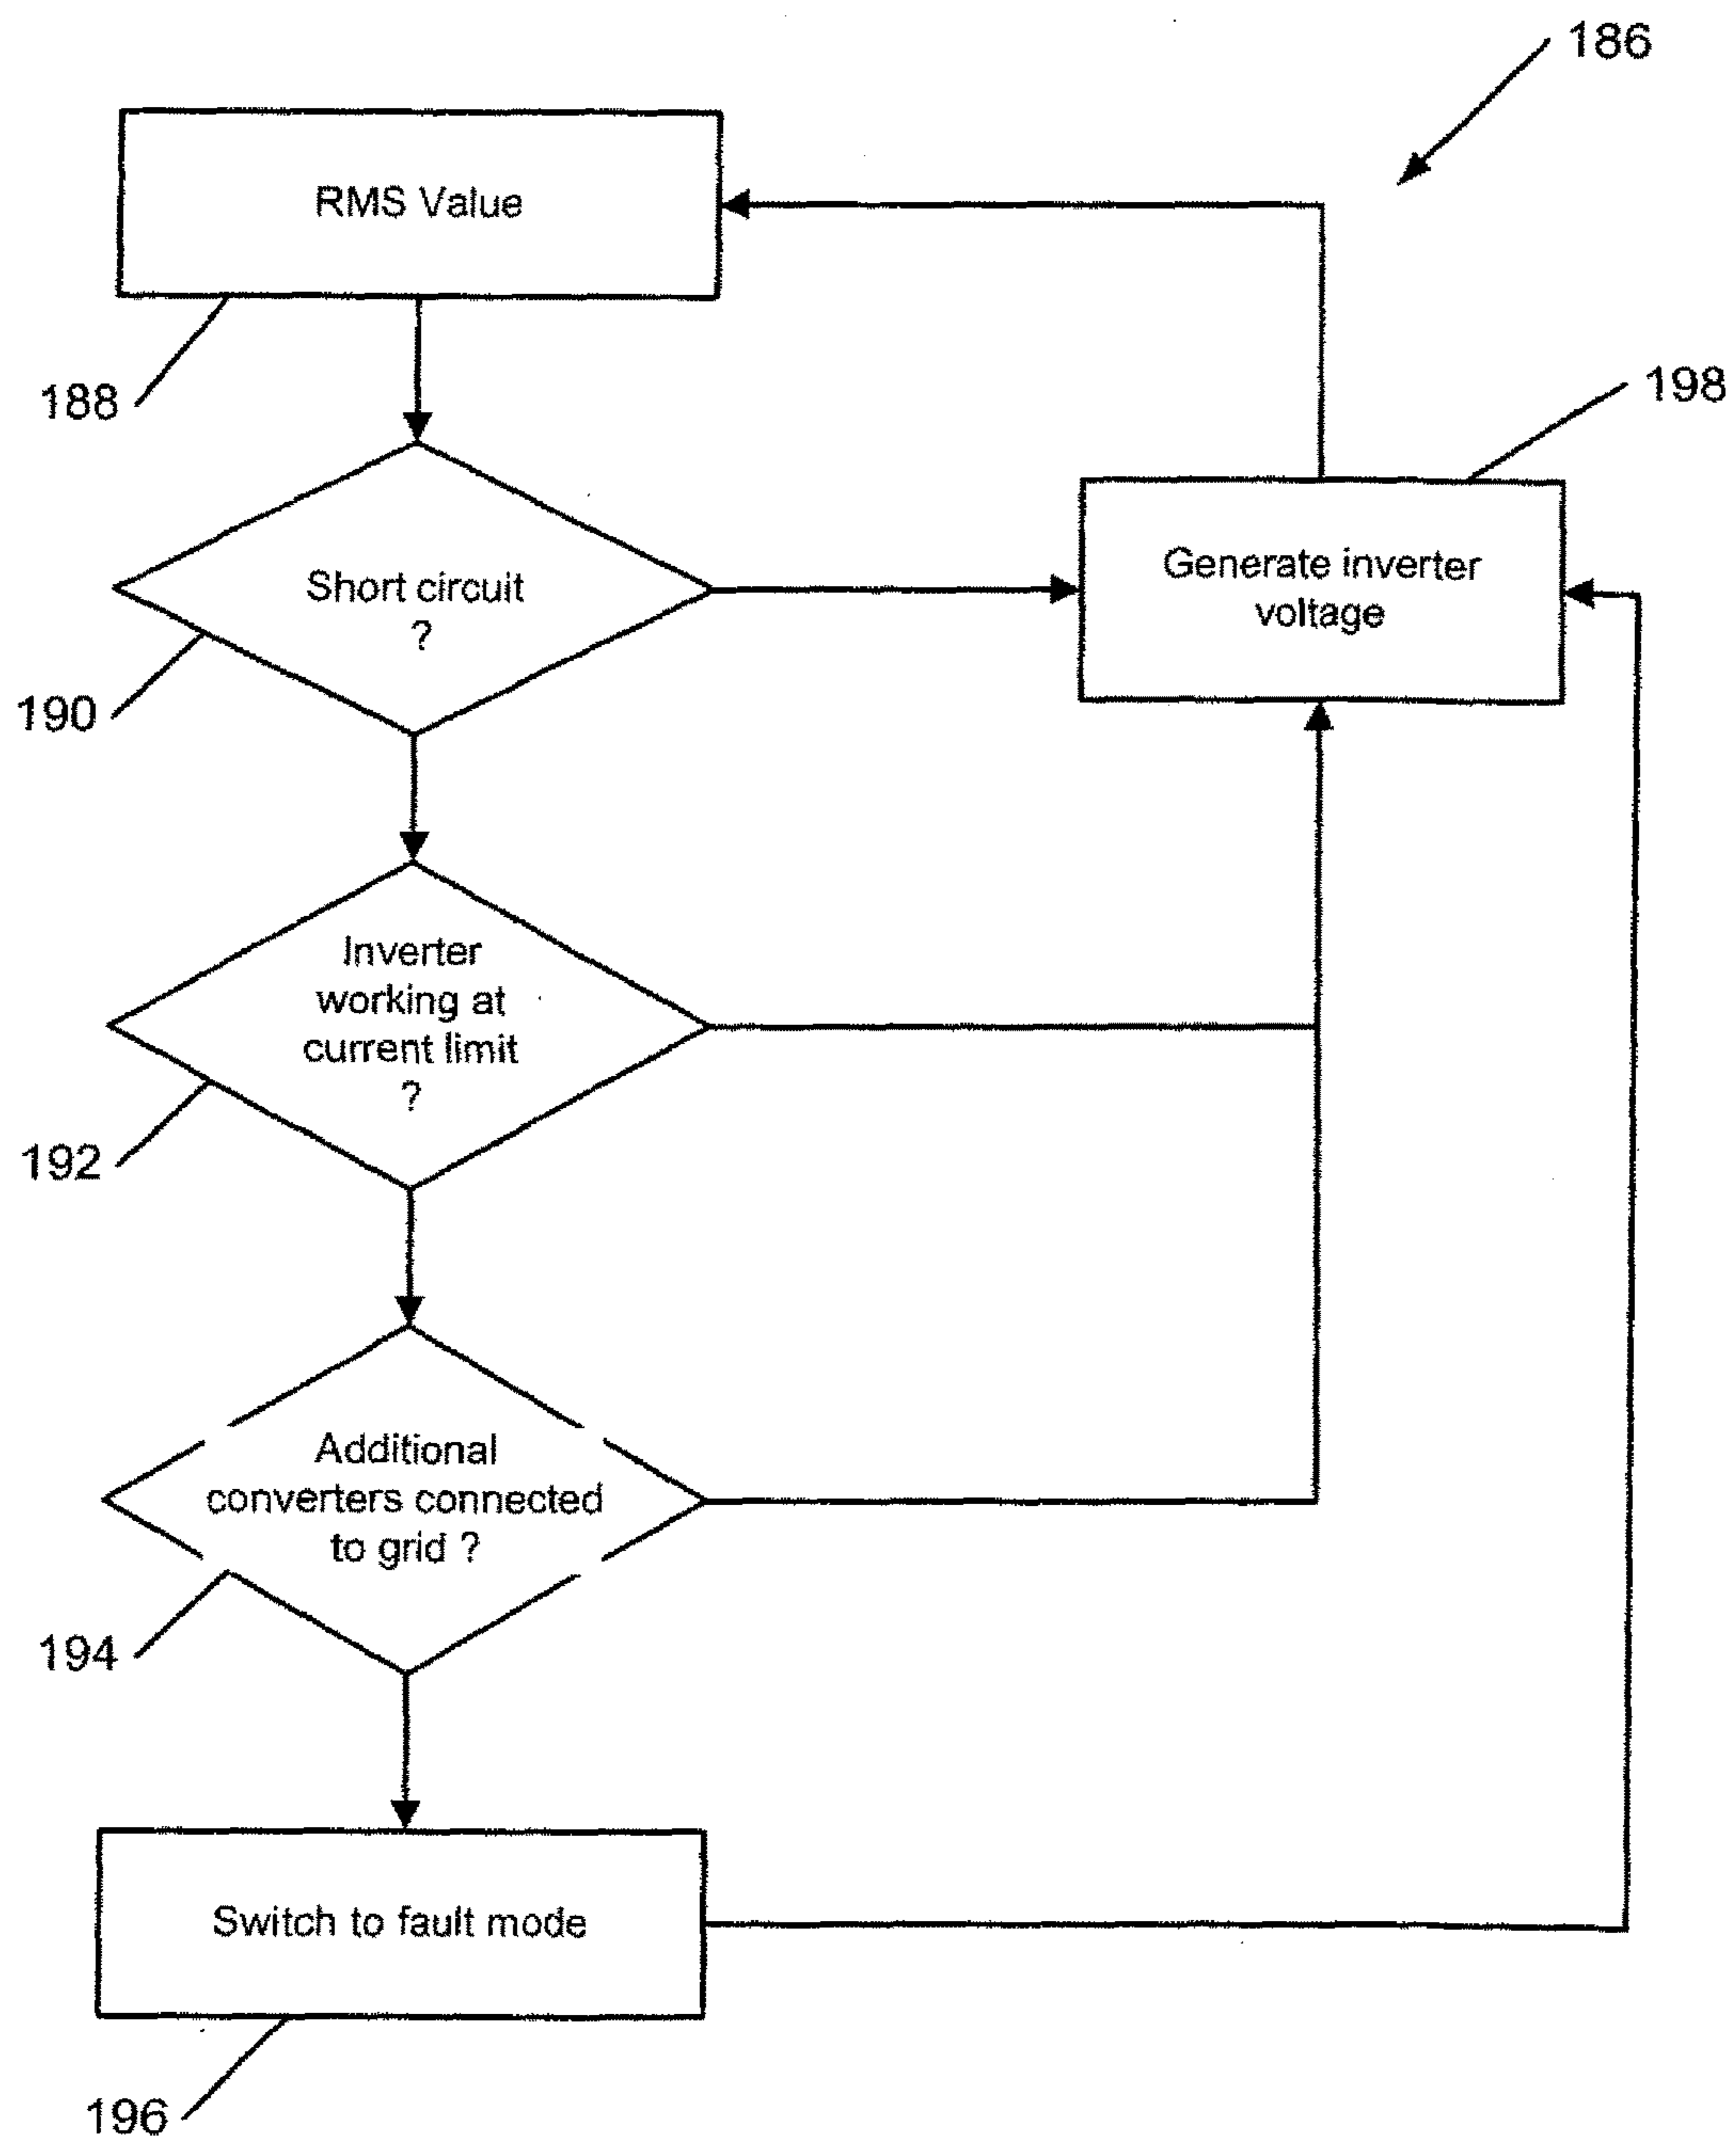 186
RMS Value
188
198
Generate inverter
voltage
Short circuit
?
190
Inverter
working at
current limit
?
192
Additional
converters connected
to grid ?
194
Switch to fault mode
196